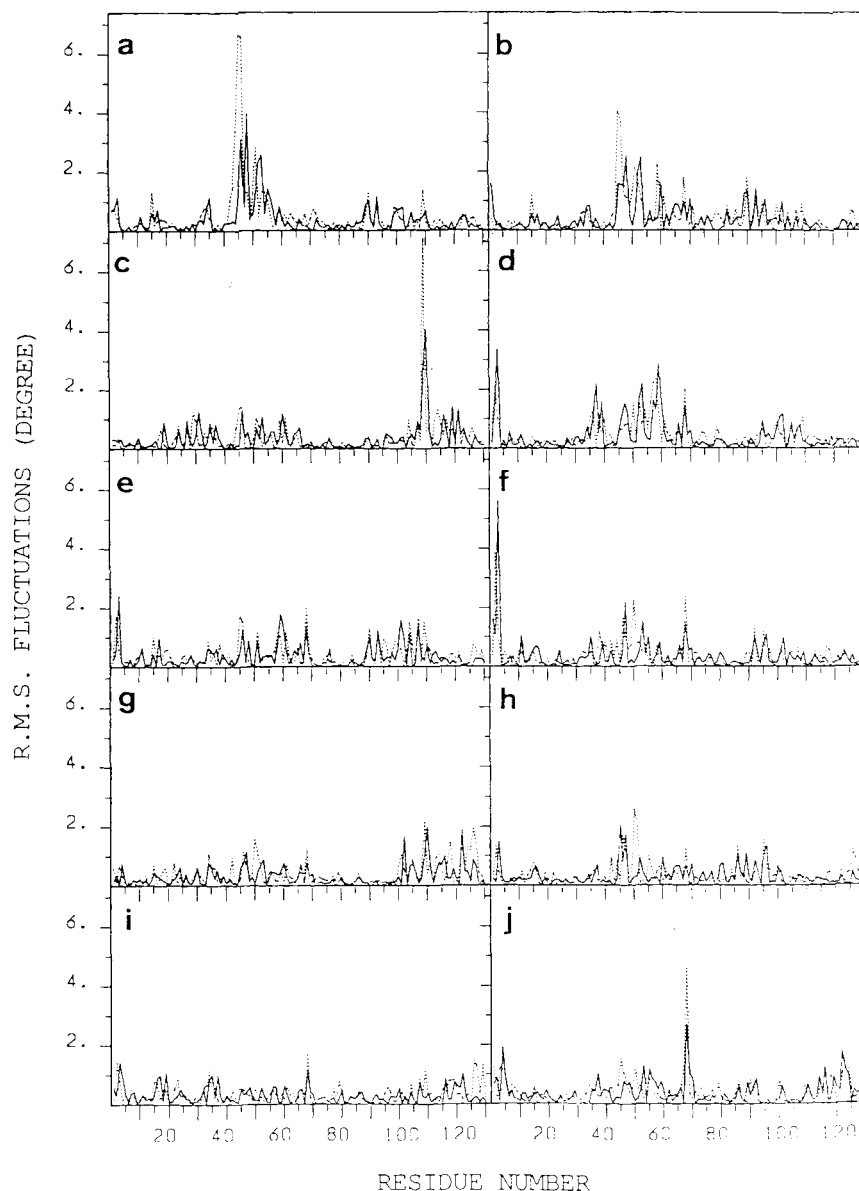 a b
6.
4.
2.
c d
6.
4.
2.
e f
6.
4.
2.
g h
6.
4.
2.
i j
6.
4.
2.
20 40 60 80 100 120 20 40 60 80 100 120
R.M.S. FLUCTUATIONS (DEGREE)
RESIDUE NUMBER